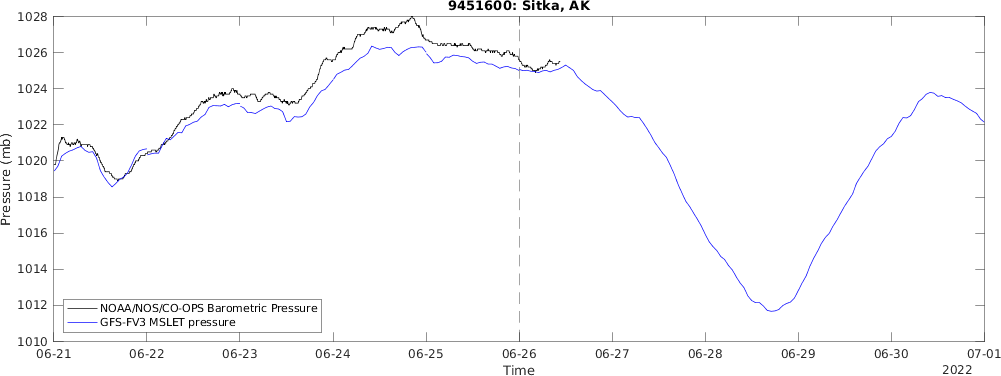 9451600: Sitka, AK
Pressure (mb)
1028
1026
1024
1022
1020
1018
1016
1014
1012
1010
NOAA/NOS/CO-OPS Barometric Pressure
GFS-FV3 MSLET pressure
06-21 06-22 06-23 06-24 06-25 06-26 06-27 06-28 06-29 06-30 07-01
Time
2022